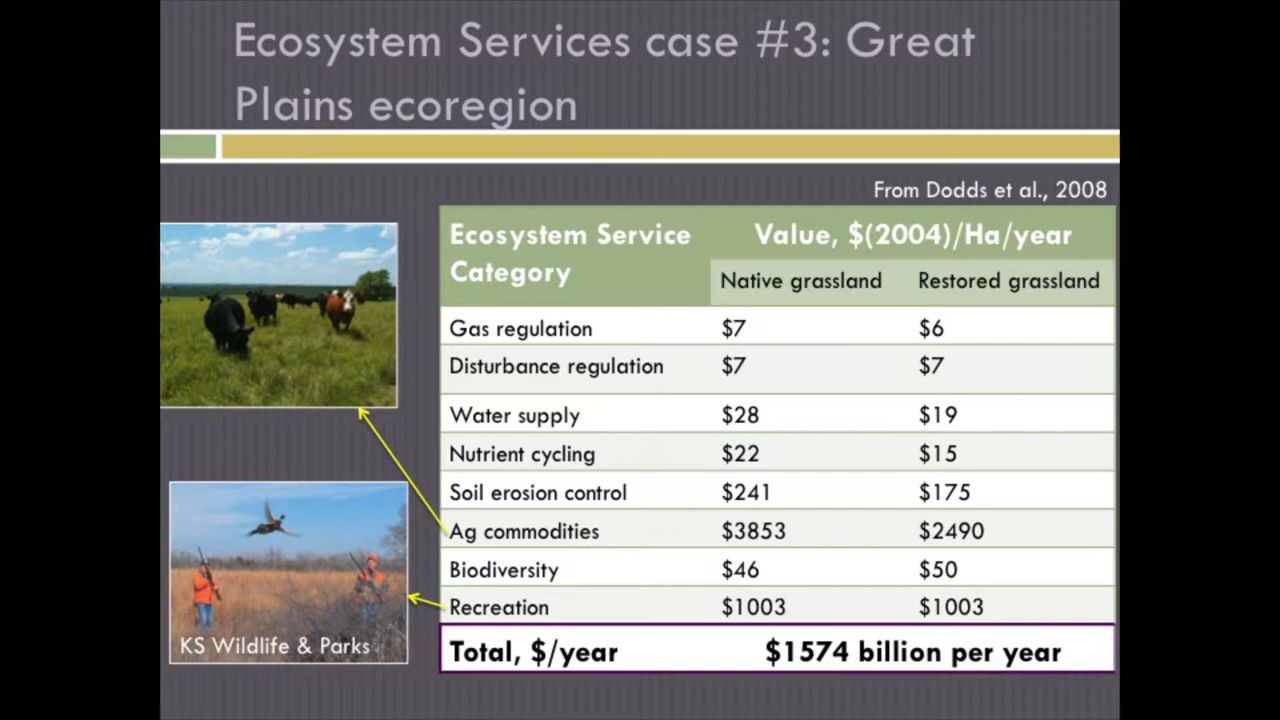 Ecosystem Services case #3: Great
Plains ecoregion
From Dodds et al., 2008
Ecosystem Service Value, $(2004)/Ha/year
Category Native grassland Restored grassland
Gas regulation $7 $6
Disturbance regulation $7 $7
Water supply $28 $19
Nutrient cycling $22 $15
Soil erosion control $241 $175
Ag commodities $3853 $2490
Biodiversity $46 $50
Recreation $1003 $1003
Total, $/year $1574 billion per year
KS Wildlife & Parks